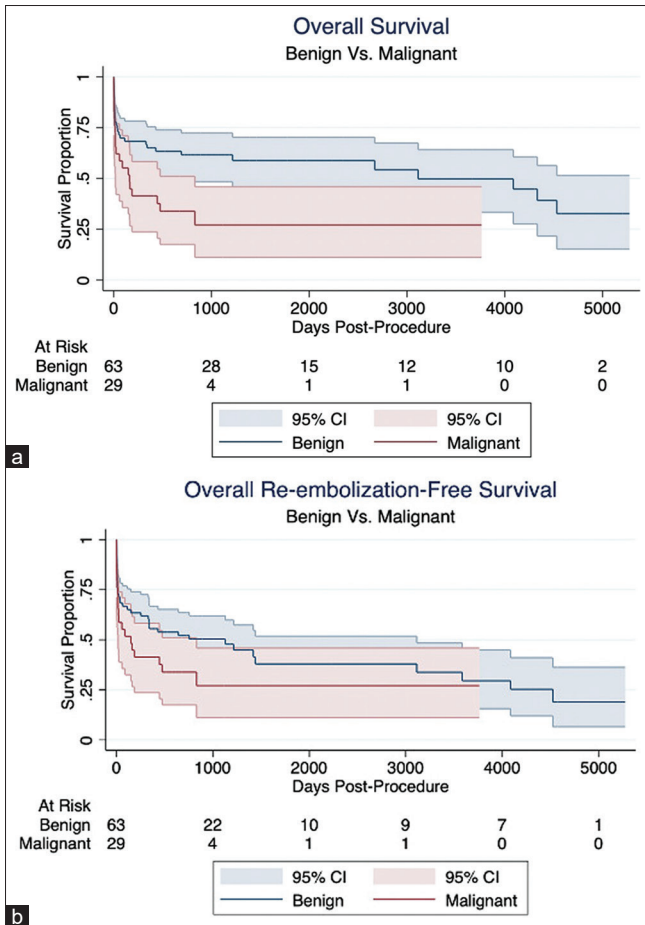 Overall Survival
Benign Vs. Malignant
Survival Proportion
1
.75
.5
.25
0
0 1000 2000 3000 4000 5000
Days Post-Procedure
At Risk
Benign 63 28 15 12 10 2
Malignant 29 4 1 1 0 0
95% CI 95% CI
Benign Malignant
a
Overall Re-embolization-Free Survival
Benign Vs. Malignant
Survival Proportion
1
.75
.5
.25
0
0 1000 2000 3000 4000 5000
Days Post-Procedure
At Risk
Benign 63 22 10 9 7 1
Malignant 29 4 1 1 0 0
95% CI 95% CI
Benign Malignant
b